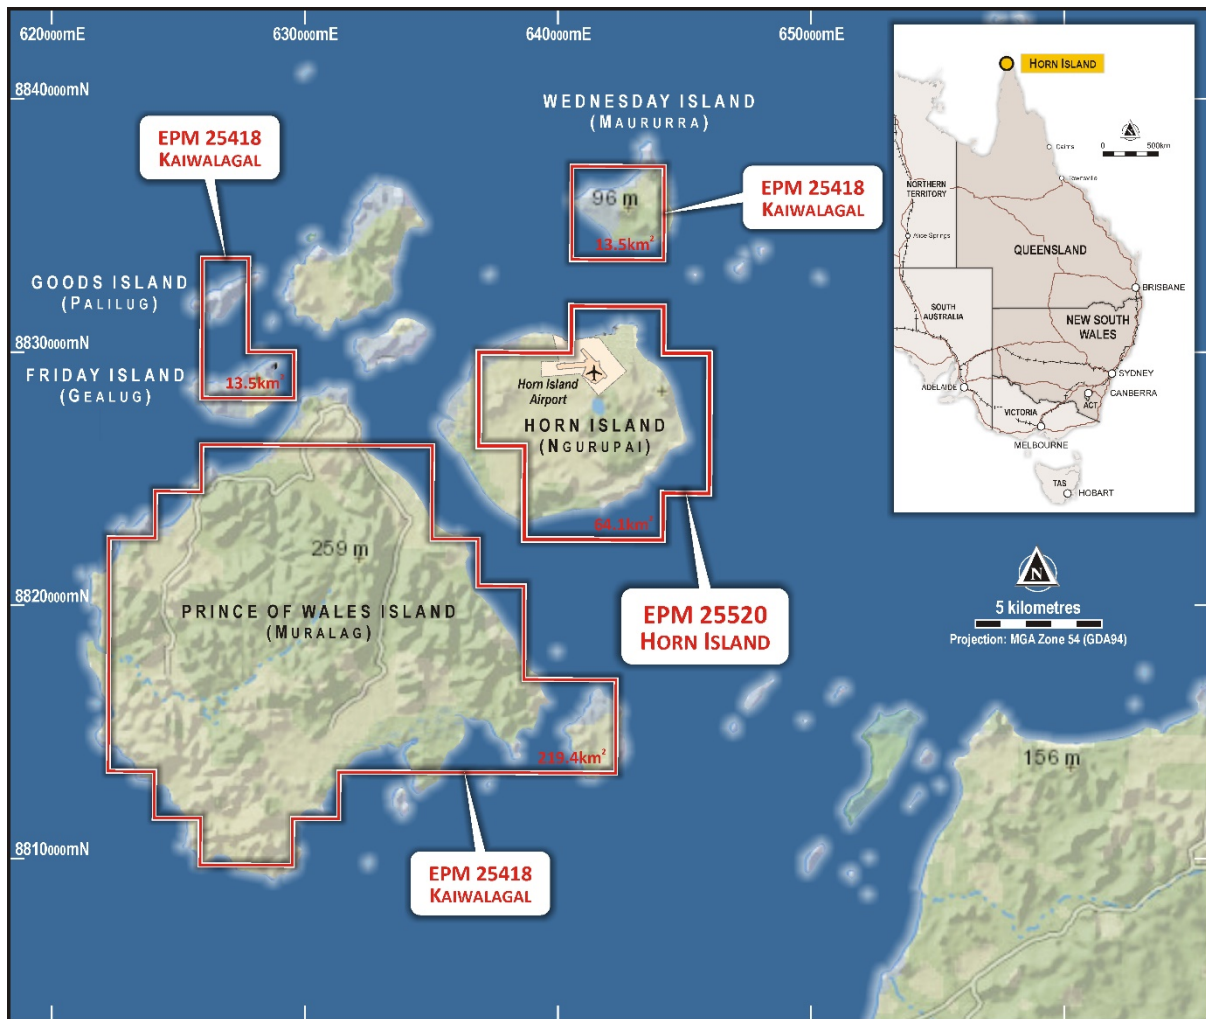 620000mE
630000mE
640000mE
650000mE
8840000mN
8830000mN
8820000mN
8810000mN
WEDNESDAY ISLAND
(MAURURRA)
EPM 25418
KAIWALAGAL
96 m
13.5km²
EPM 25418
KAIWALAGAL
GOODS ISLAND
(PALILUG)
FRIDAY ISLAND
(GEALUG)
13.5km²
Horn Island
Airport
HORN ISLAND
(NGURUPAI)
64.1km²
EPM 25520
HORN ISLAND
259 m
PRINCE OF WALES ISLAND
(MURALAG)
219.4km²
EPM 25418
KAIWALAGAL
156 m
N
5 kilometres
Projection: MGA Zone 54 (GDA94)
HORN ISLAND
0 500km
Cairns
Townsville
NORTHERN
TERRITORY
Alice Springs
QUEENSLAND
BRISBANE
SOUTH
AUSTRALIA
NEW SOUTH
WALES
SYDNEY
ADELAIDE
CANBERRA
ACT
VICTORIA
MELBOURNE
TAS
HOBART